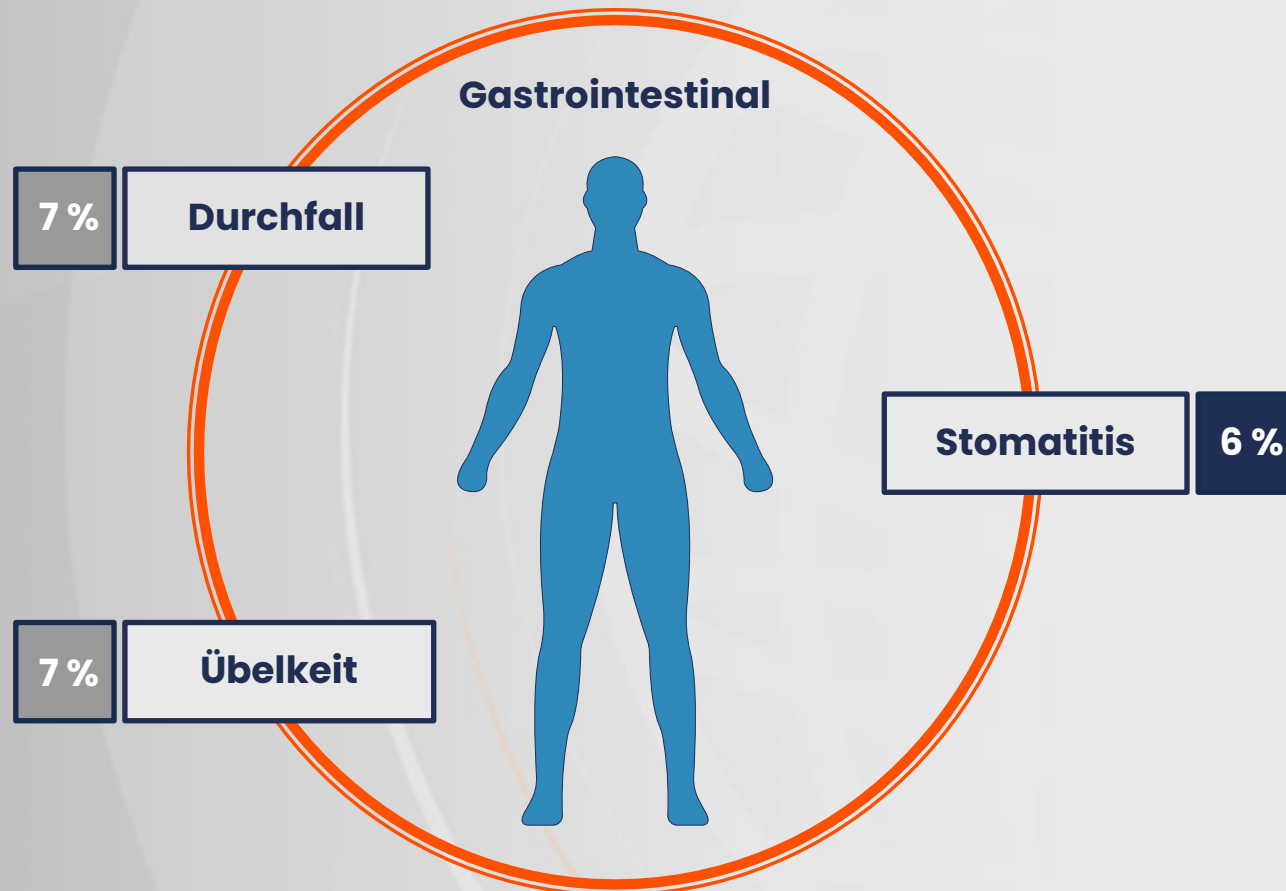 Gastrointestinal
7 % Durchfall
Stomatitis 6 %
7 % Übelkeit